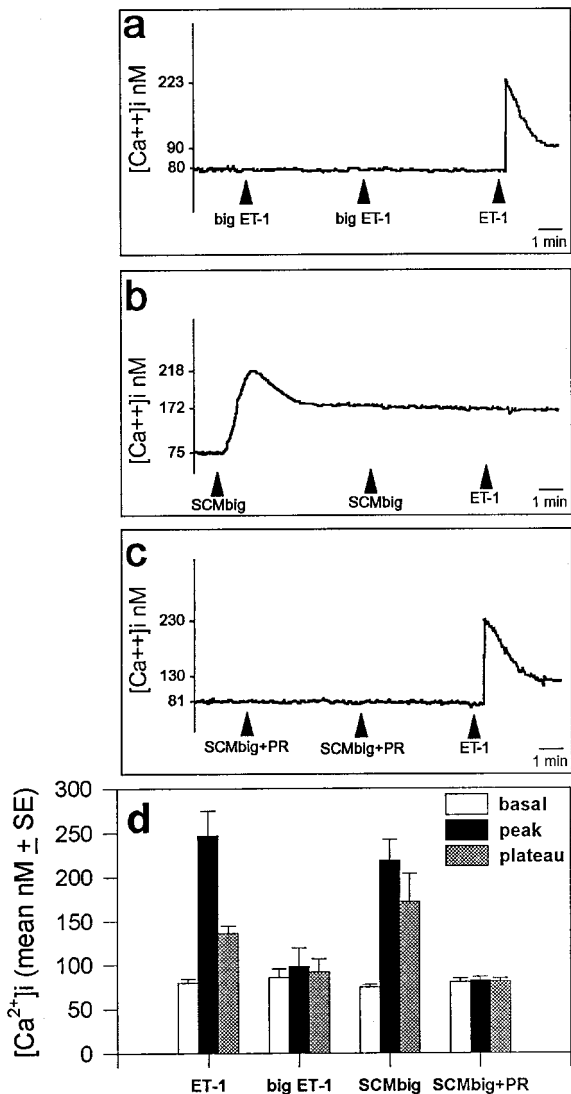 a
[Ca++]i nM
223
90
80
big ET-1 big ET-1 ET-1
1 min
b
[Ca++]i nM
218
172
75
SCMbig SCMbig ET-1
1 min
c
[Ca++]i nM
230
130
81
SCMbig+PR SCMbig+PR ET-1
1 min
d
[Ca2+]i (mean nM ± SE)
300
250
200
150
100
50
0
basal
peak
plateau
ET-1 big ET-1 SCMbig SCMbig+PR